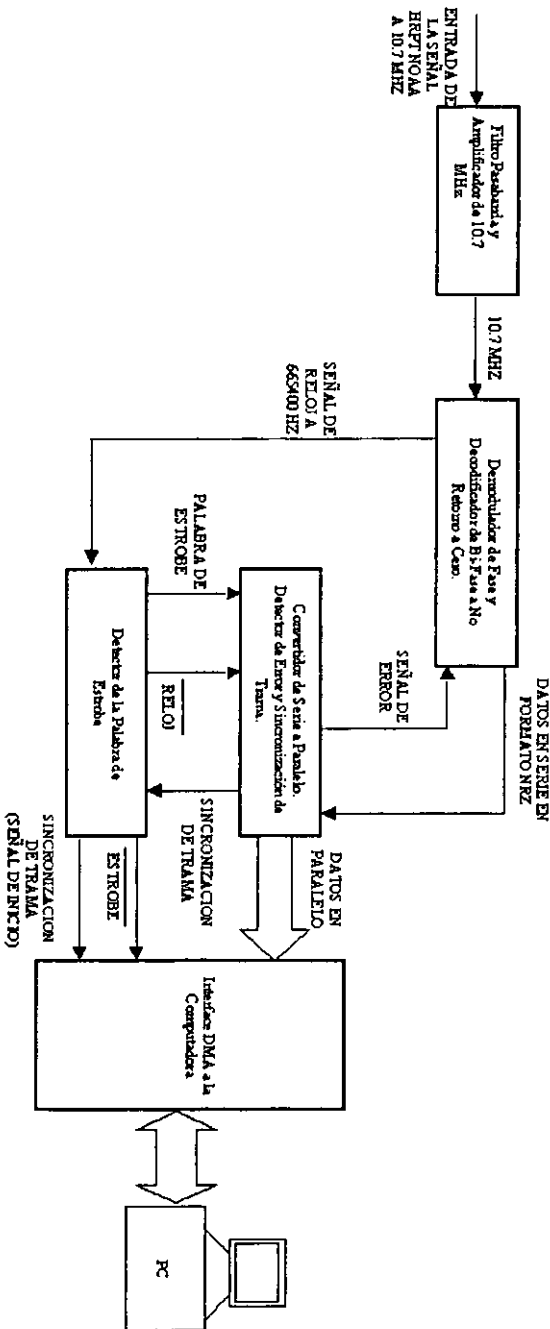 ENTRADA DE
LA SEÑAL
HRPT NOAA
A 10.7 MHZ
Filtro Pasabanda y
Amplificador de 10.7
MHz
10.7 MHZ
Demodulador de Fase y
Decodificador de Bi-Fase a No
Retorno a Cero.
DATOS EN SERIE EN
FORMATO NRZ
SEÑAL DE
RELOJ A
665400 HZ
SEÑAL DE
ERROR
Convertidor de Serie a Paralelo.
Detector de Error y Sincronización de
Trama.
PALABRA DE
ESTROBE
RELOJ
SINCRONIZACION
DE TRAMA
DATOS EN
PARALELO
Detector de la Palabra de
Estrobe
ESTROBE
SINCRONIZACION
DE TRAMA
(SEÑAL DE INICIO)
Interface DMA a la
Computadora
PC